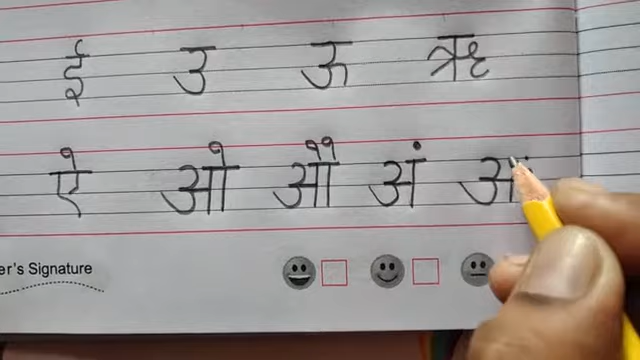 ई उ ऊ ऋ
ऐ ओ औ अं
er's Signature